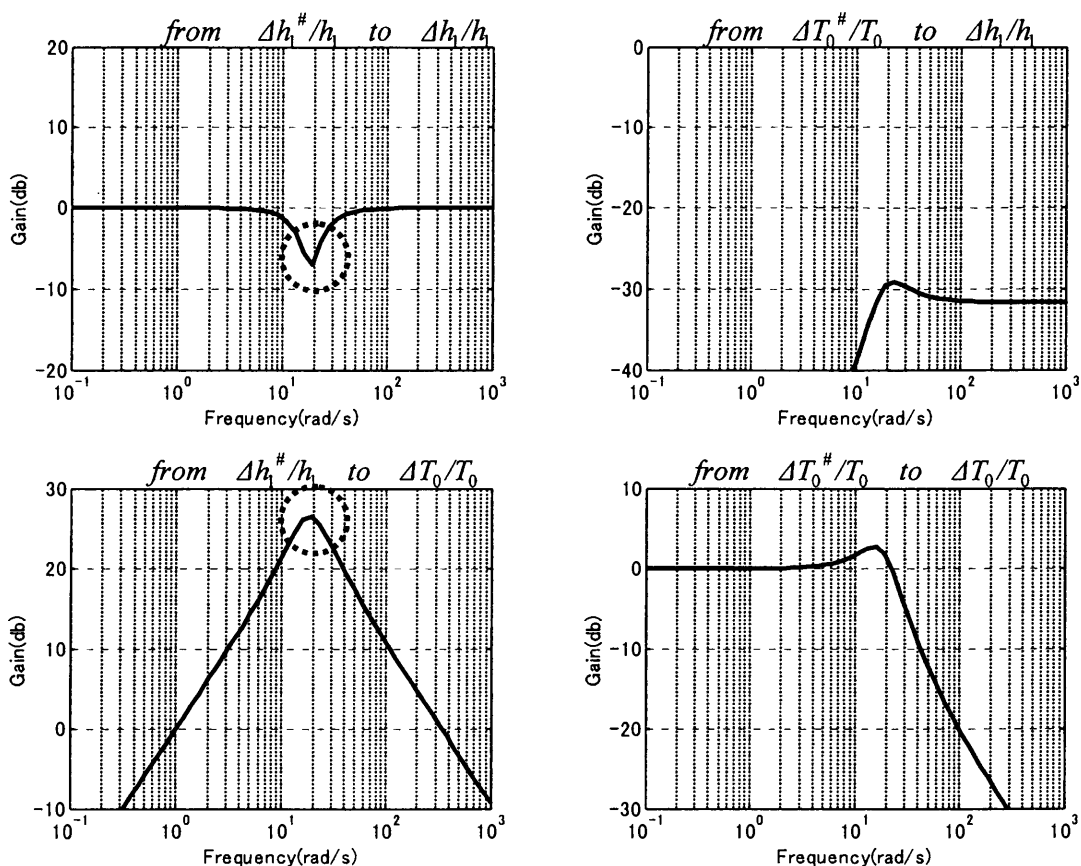 from Δh₁#/h₁ to Δh₁/h₁
20
10
0
-10
-20
Gain(db)
10⁻¹ 10⁰ 10¹ 10² 10³
Frequency(rad/s)
from ΔT₀#/T₀ to Δh₁/h₁
0
-10
-20
-30
-40
Gain(db)
10⁻¹ 10⁰ 10¹ 10² 10³
Frequency(rad/s)
from Δh₁#/h₁ to ΔT₀/T₀
30
20
10
0
-10
Gain(db)
10⁻¹ 10⁰ 10¹ 10² 10³
Frequency(rad/s)
from ΔT₀#/T₀ to ΔT₀/T₀
10
0
-10
-20
-30
Gain(db)
10⁻¹ 10⁰ 10¹ 10² 10³
Frequency(rad/s)